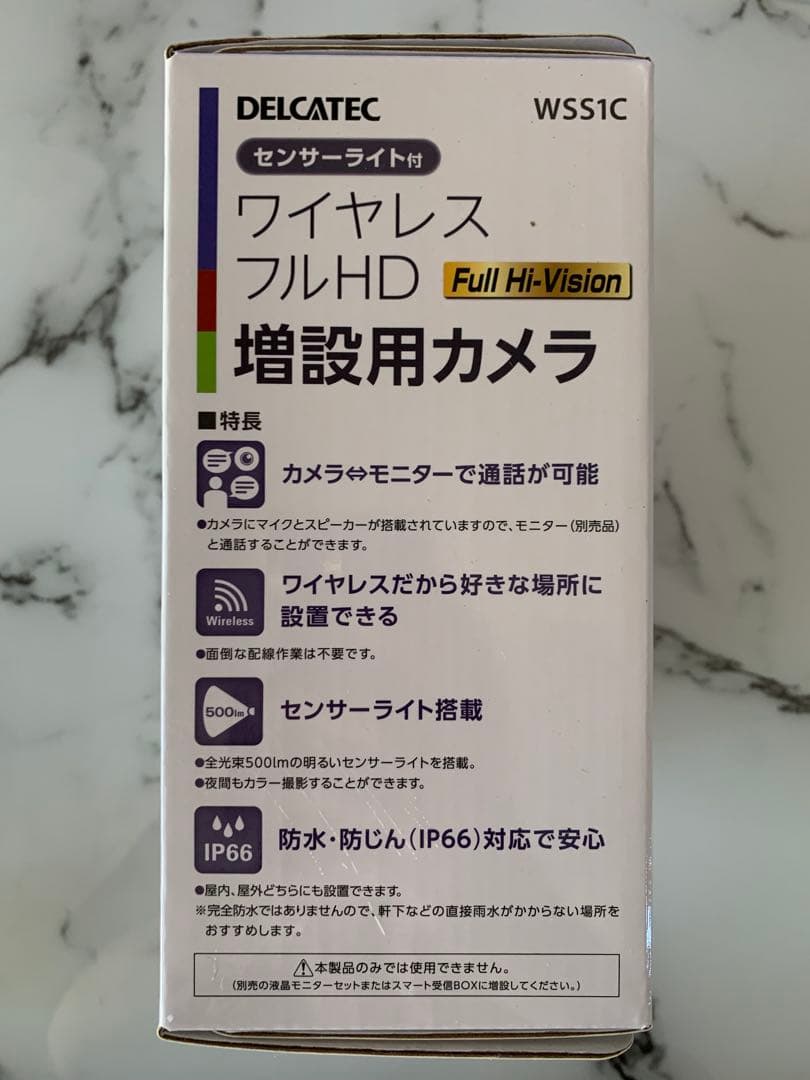 DELCATEC WSS1C
センサーライト付
ワイヤレス
フルHD Full Hi-Vision
増設用カメラ
■特長
カメラ⇔モニターで通話が可能
●カメラにマイクとスピーカーが搭載されていますので、モニター(別売品)
と通話することができます。
Wireless
ワイヤレスだから好きな場所に
設置できる
●面倒な配線作業は不要です。
500lm
センサーライト搭載
●全光束500lmの明るいセンサーライトを搭載。
●夜間もカラー撮影することができます。
IP66
防水・防じん(IP66)対応で安心
●屋内、屋外どちらにも設置できます。
※完全防水ではありませんので、軒下などの直接雨水がかからない場所を
おすすめします。
⚠本製品のみでは使用できません。
(別売の液晶モニターセットまたはスマート受信BOXに増設してください。)